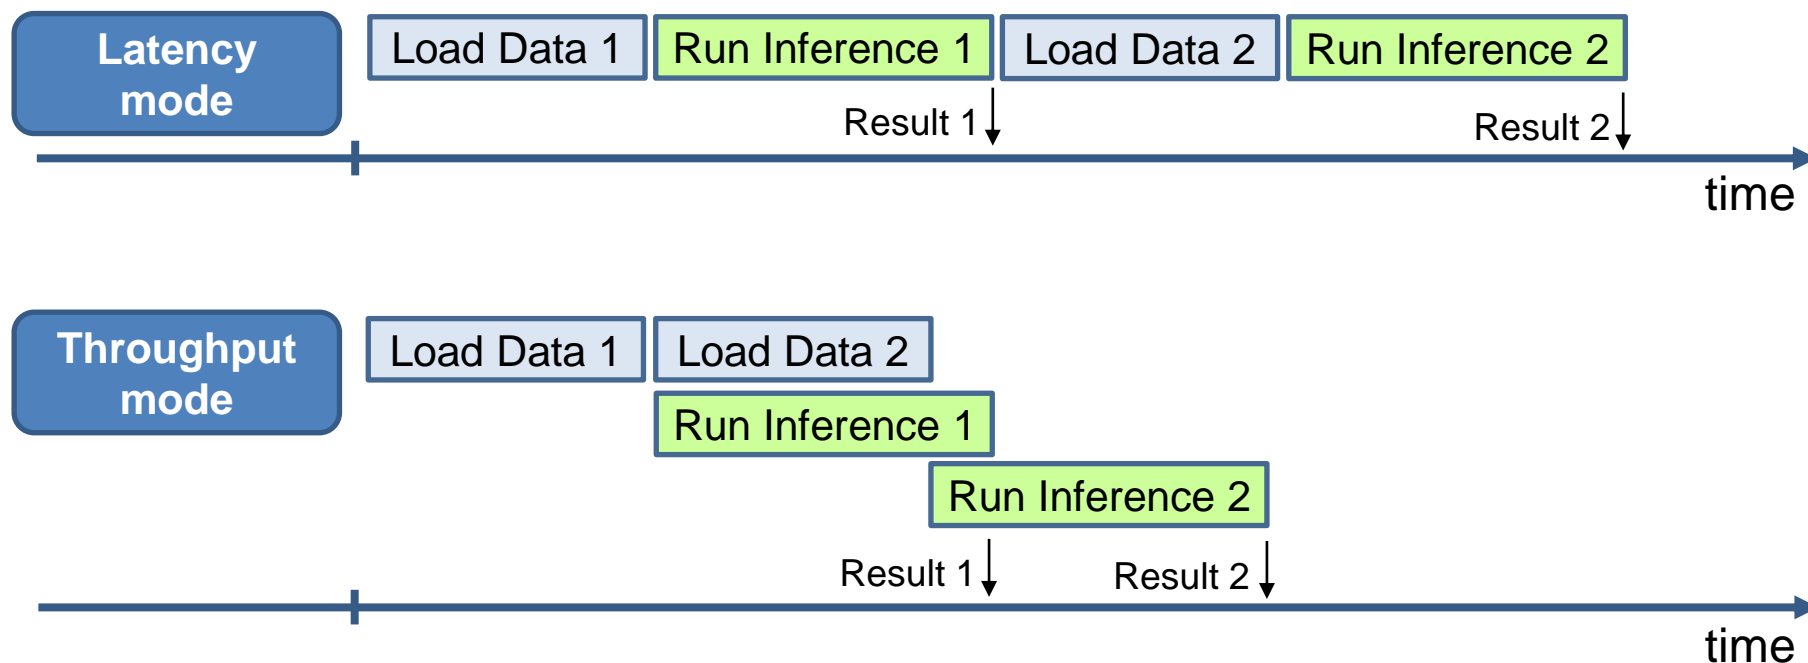 Latency
mode
Load Data 1
Run Inference 1
Load Data 2
Run Inference 2
Result 1
Result 2
time
Throughput
mode
Load Data 1
Load Data 2
Run Inference 1
Run Inference 2
Result 1
Result 2
time